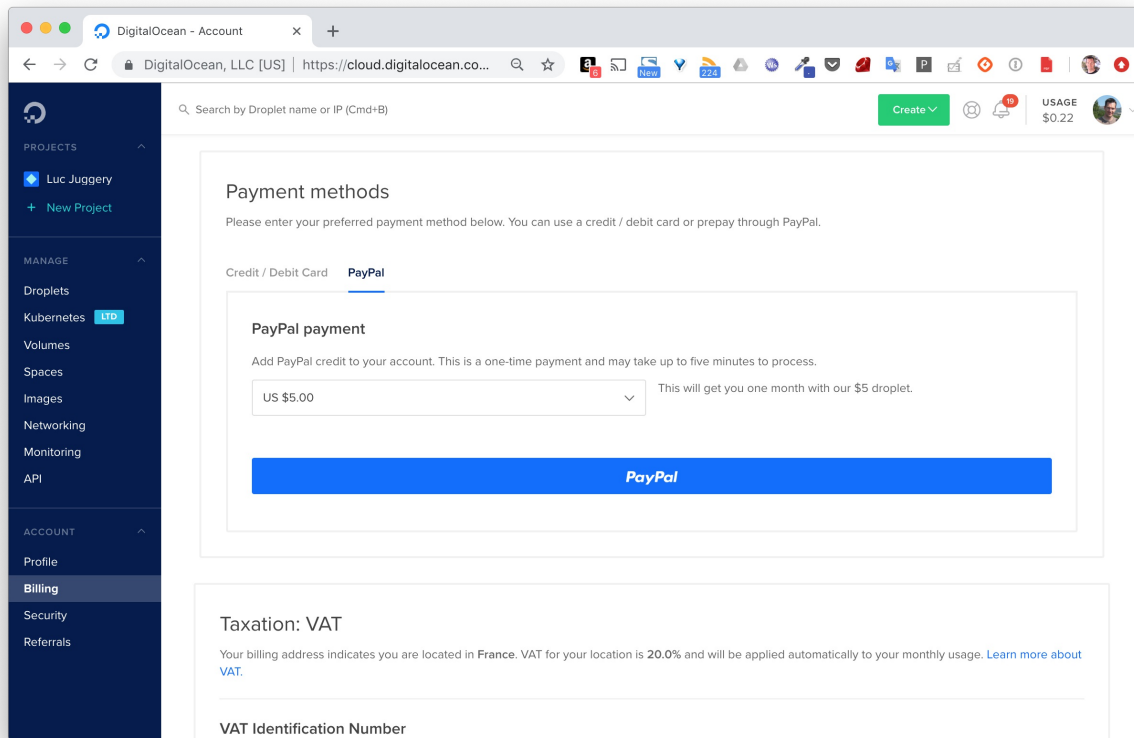 DigitalOcean - Account
DigitalOcean, LLC [US] | https://cloud.digitalocean.co...
a 6 New 224 P
Search by Droplet name or IP (Cmd+B)
Create
19
USAGE
$0.22
PROJECTS
Luc Juggery
+ New Project
MANAGE
Droplets
Kubernetes LTD
Volumes
Spaces
Images
Networking
Monitoring
API
ACCOUNT
Profile
Billing
Security
Referrals
Payment methods
Please enter your preferred payment method below. You can use a credit / debit card or prepay through PayPal.
Credit / Debit Card PayPal
PayPal payment
Add PayPal credit to your account. This is a one-time payment and may take up to five minutes to process.
US $5.00
This will get you one month with our $5 droplet.
PayPal
Taxation: VAT
Your billing address indicates you are located in France. VAT for your location is 20.0% and will be applied automatically to your monthly usage. Learn more about
VAT.
VAT Identification Number